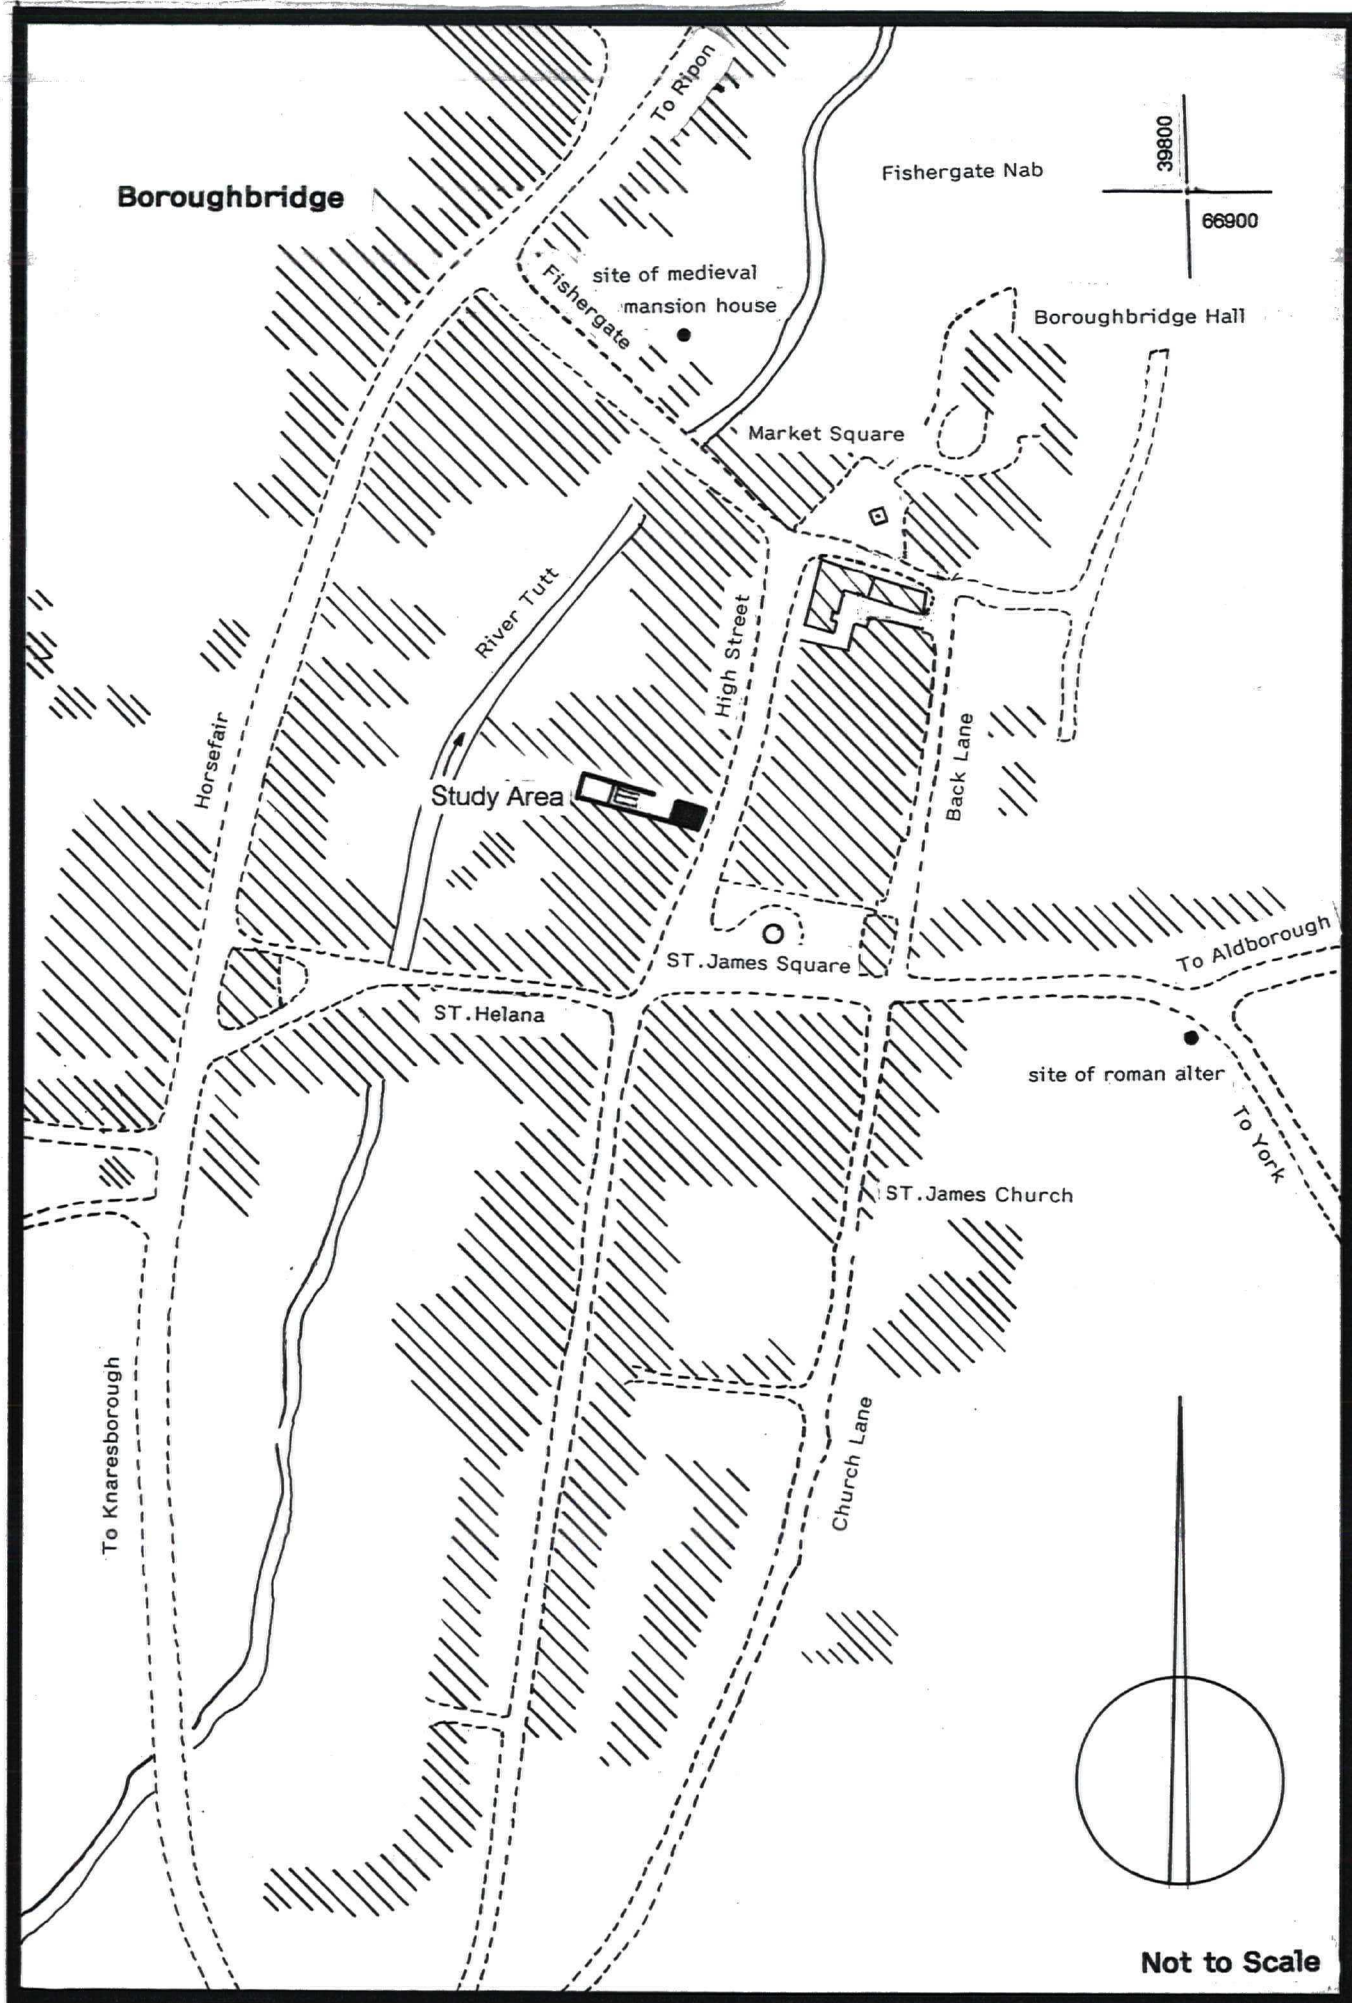 To Ripon
Fishergate Nab
39800
66900
Boroughbridge
site of medieval
mansion house
Fishergate
Boroughbridge Hall
Market Square
River Tutt
High Street
Horsefair
Back Lane
Study Area
ST.James Square
To Aldborough
ST.Helana
site of roman alter
To York
ST.James Church
To Knaresborough
Church Lane
Not to Scale